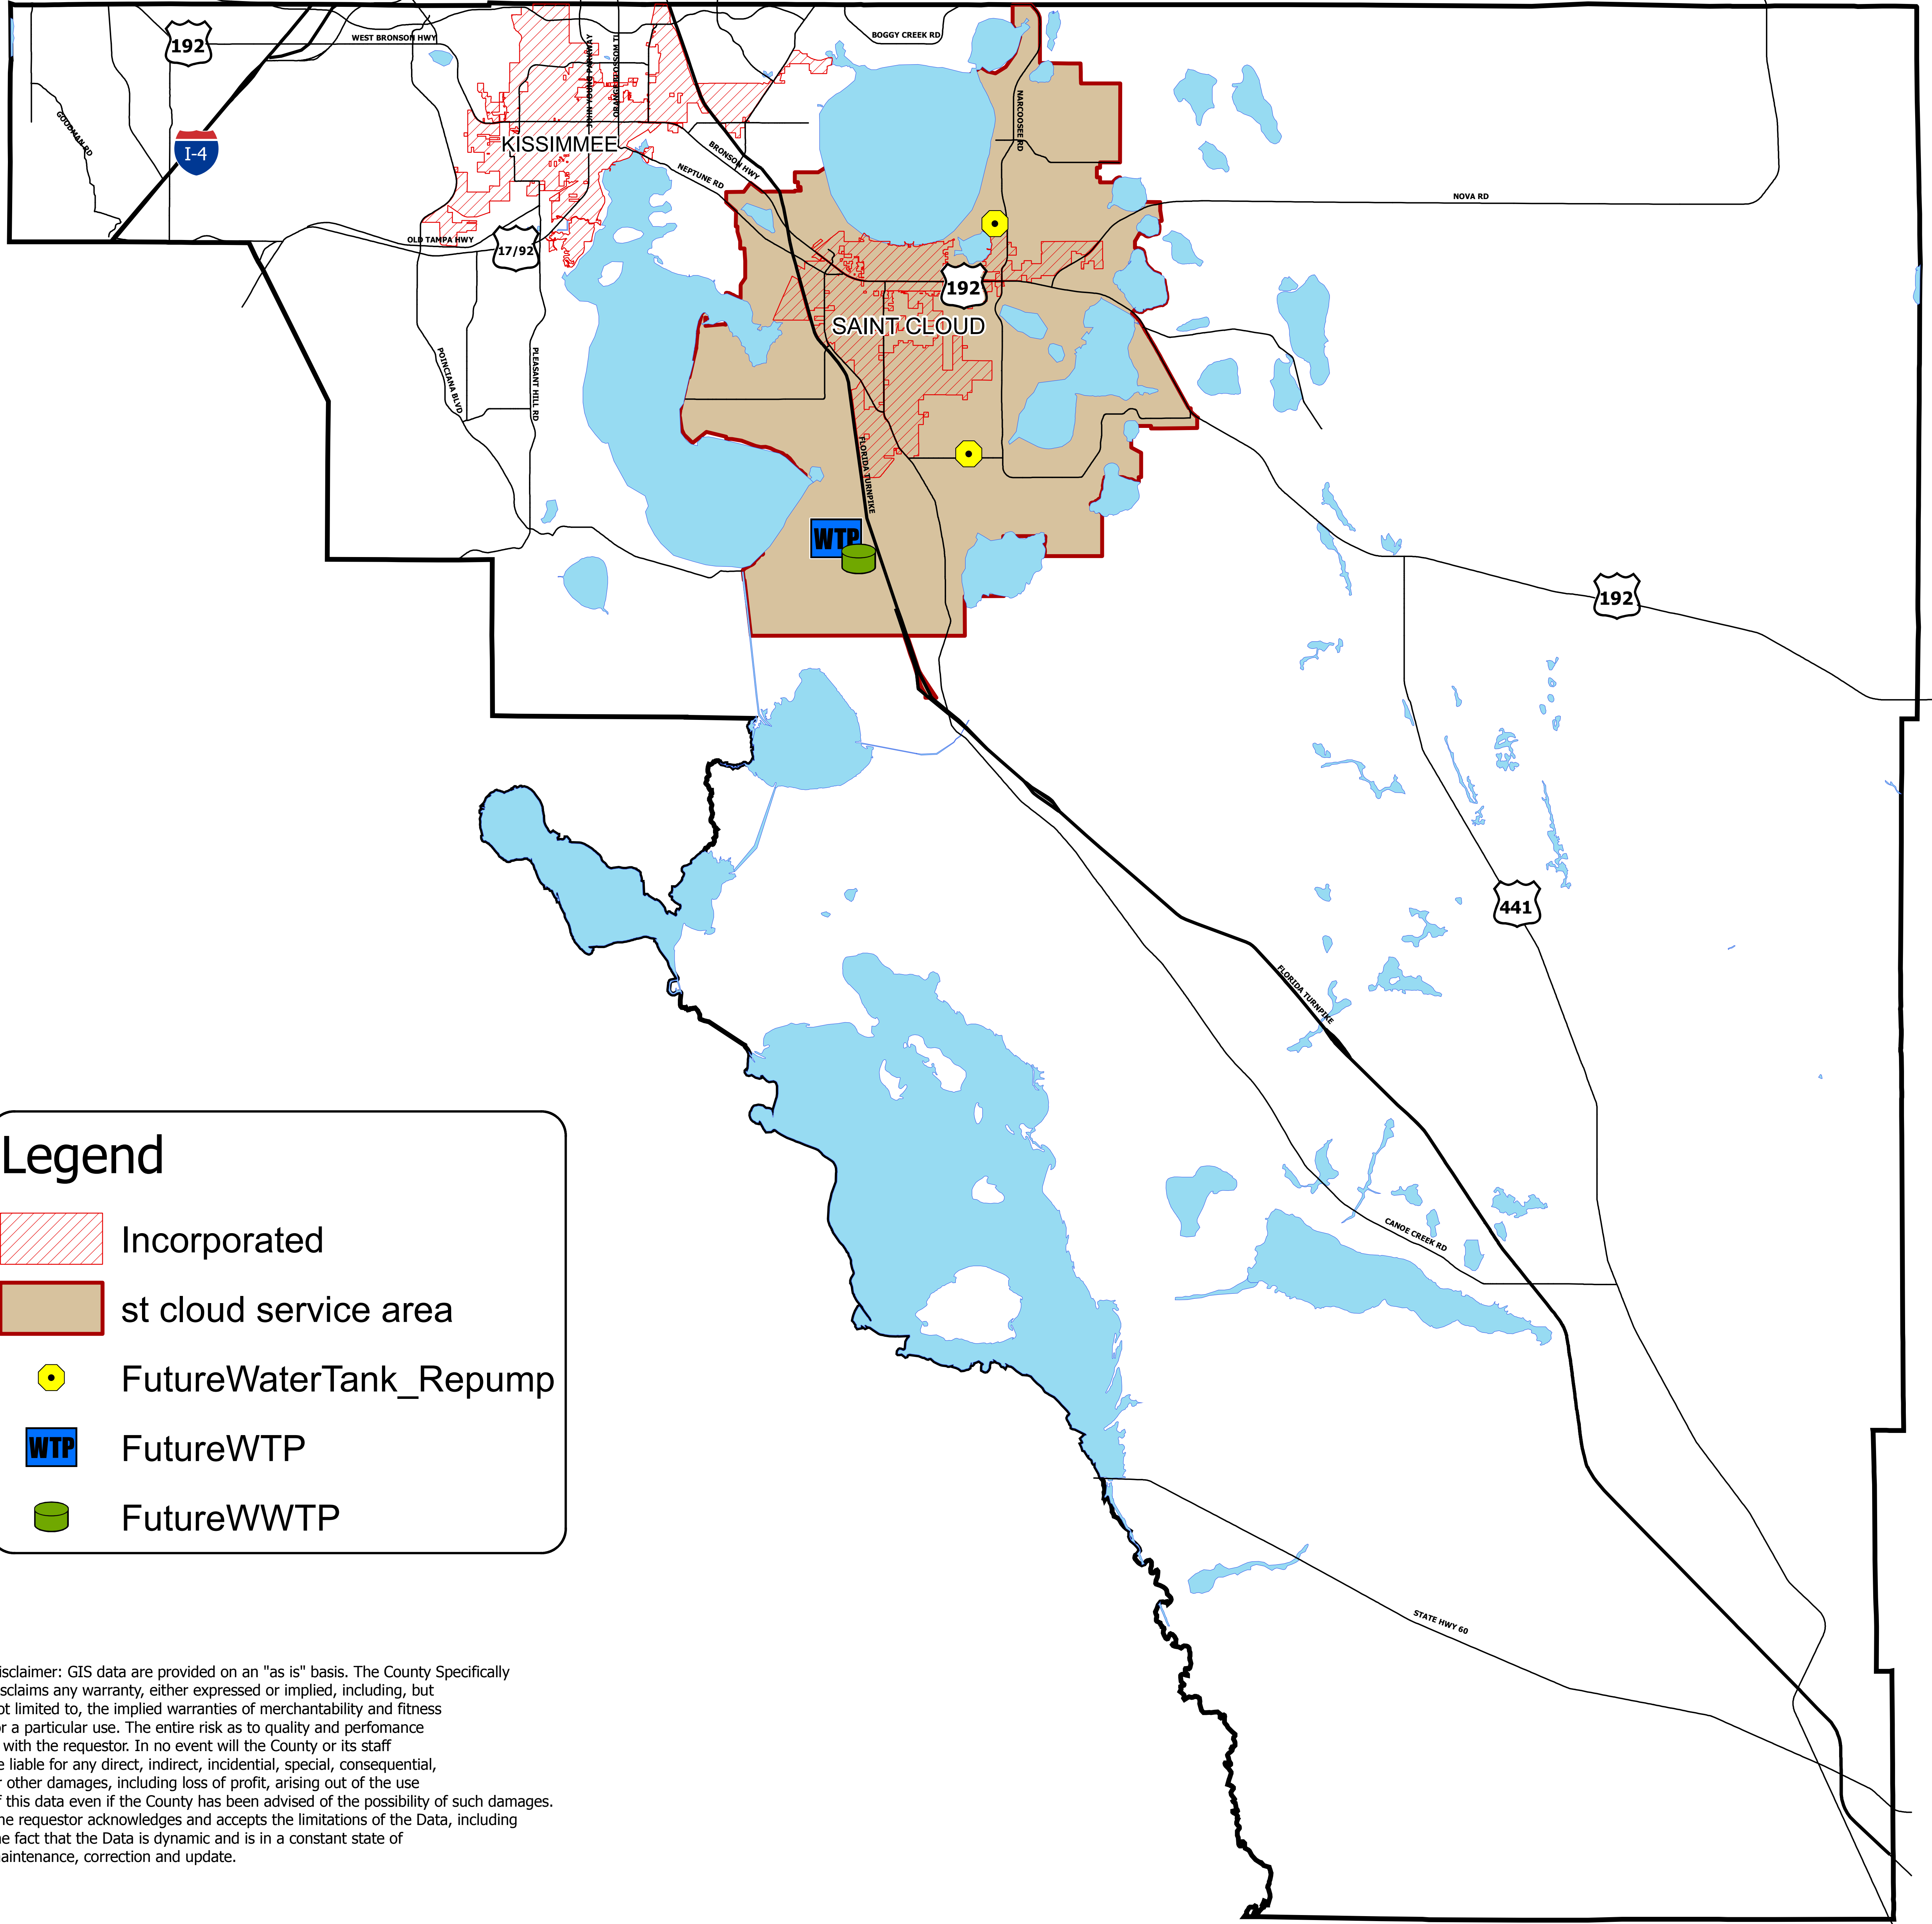 192
WEST BRONSON HWY
BOGGY CREEK RD
JOHN YOUNG PARKWAY
ORANGE BLOSSOM TL
GOODMAN RD
I-4
KISSIMMEE
BRONSON HWY
NEPTUNE RD
NARCOOSSEE RD
NOVA RD
OLD TAMPA HWY
17/92
192
SAINT CLOUD
POINCIANA BLVD
PLEASANT HILL RD
FLORIDA TURNPIKE
WTP
192
441
FLORIDA TURNPIKE
CANOE CREEK RD
STATE HWY 60
Legend
Incorporated
st cloud service area
FutureWaterTank_Repump
WTP
FutureWTP
FutureWWTP
isclaimer: GIS data are provided on an "as is" basis. The County Specifically
sclaims any warranty, either expressed or implied, including, but
ot limited to, the implied warranties of merchantability and fitness
or a particular use. The entire risk as to quality and perfomance
with the requestor. In no event will the County or its staff
e liable for any direct, indirect, incidential, special, consequential,
r other damages, including loss of profit, arising out of the use
f this data even if the County has been advised of the possibility of such damages.
he requestor acknowledges and accepts the limitations of the Data, including
e fact that the Data is dynamic and is in a constant state of
aintenance, correction and update.